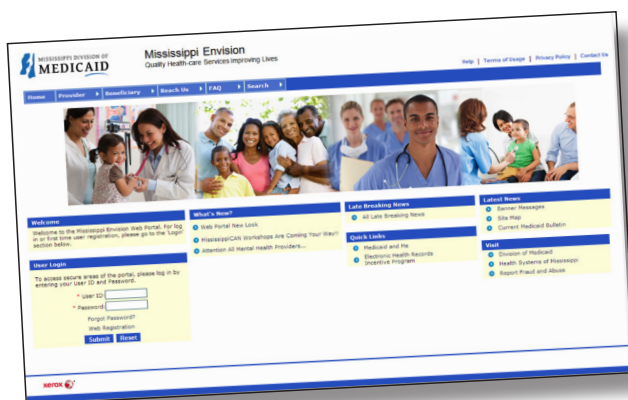 MISSISSIPPI DIVISION OF
MEDICAID
Mississippi Envision
Quality Health-care Services Improving Lives
Help | Terms of Usage | Privacy Policy | Contact Us
Home Provider Beneficiary Reach Us FAQ Search
Welcome
Welcome to the Mississippi Envision Web Portal. For log
in or first time user registration, please go to the 'Login'
section below.
User Login
To access secure areas of the portal, please log in by
entering your User ID and Password.
* User ID:
* Password:
Forgot Password?
Web Registration
Submit Reset
What's New?
Web Portal New Look
MississippiCAN Workshops Are Coming Your Way!!
Attention All Mental Health Providers...
Late Breaking News
All Late Breaking News
Quick Links
Medicaid and Me
Electronic Health Records
Incentive Program
Latest News
Banner Messages
Site Map
Current Medicaid Bulletin
Visit
Division of Medicaid
Health Systems of Mississippi
Report Fraud and Abuse
xerox